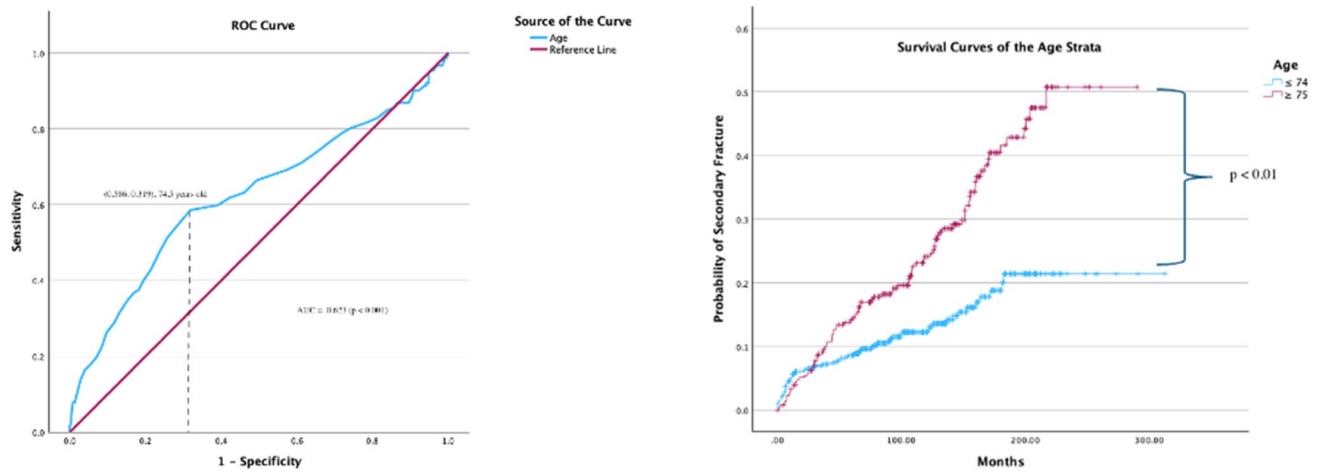 ROC Curve
Source of the Curve
Age
Reference Line
1.0
0.8
0.6
0.4
0.2
0.0
Sensitivity
(0.586, 0.319), 74.5 years old
AUC = 0.623 (p < 0.001)
0.0 0.2 0.4 0.6 0.8 1.0
1 - Specificity
Survival Curves of the Age Strata
Age
≤ 74
≥ 75
0.6
0.5
0.4
0.3
0.2
0.1
0.0
Probability of Secondary Fracture
p < 0.01
.00 100.00 200.00 300.00
Months